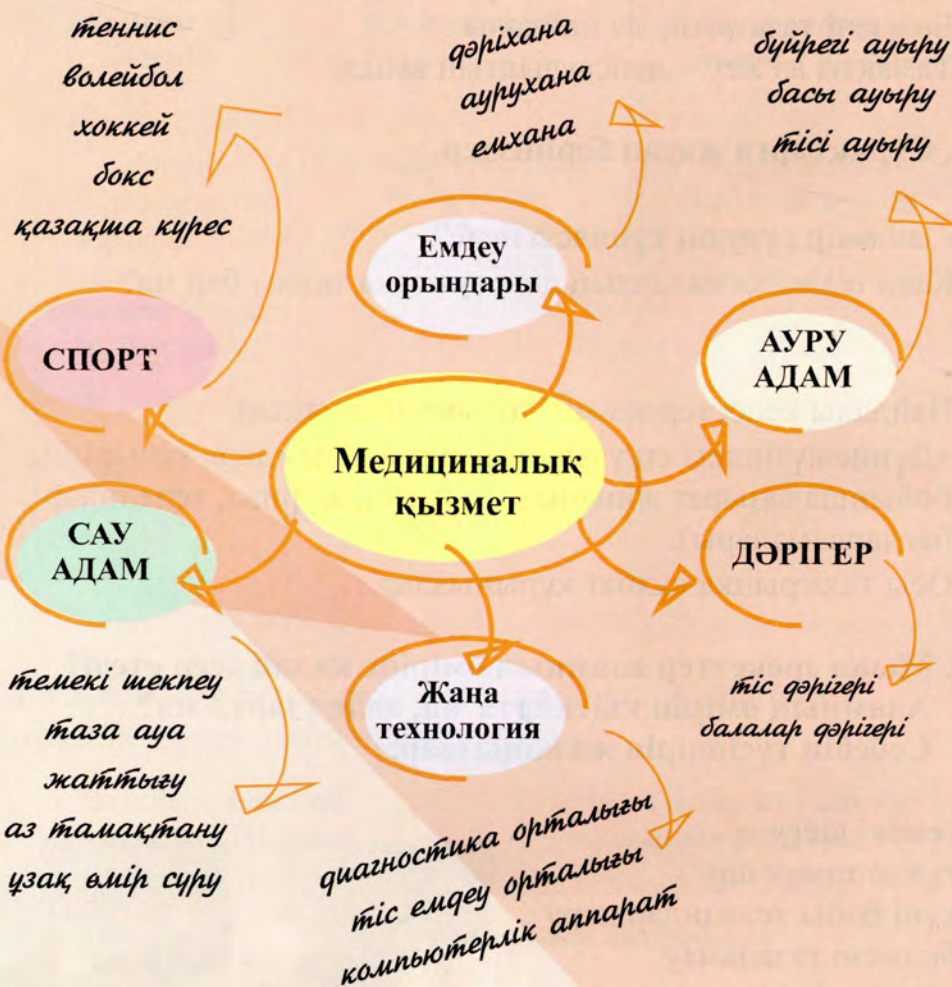 теннис
волейбол
хоккей
бокс
қазақша күрес
дәріхана
аурухана
емхана
бүйрегі ауыру
басы ауыру
тісі ауыру
Емдеу
орындары
СПОРТ
АУРУ
АДАМ
Медициналық
қызмет
САУ
АДАМ
ДӘРІГЕР
Жаңа
технология
темекі шекпеу
таза ауа
жаттығу
аз тамақтану
ұзақ өмір сүру
тіс дәрігері
балалар дәрігері
диагностика орталығы
тіс емдеу орталығы
компьютерлік аппарат